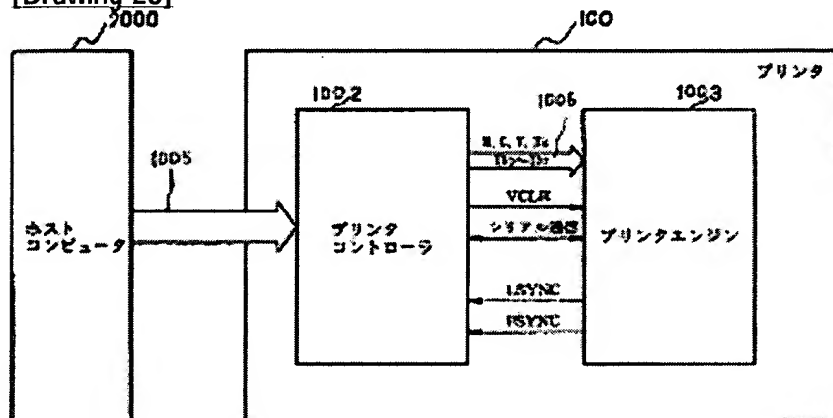 2000
100
プリンタ
1002
1006
1003
1005
M, C, Y, Bk
VCLK
シリアル通信
ホスト
コンピュータ
プリンタ
コントローラ
プリンタエンジン
LSYNC
PSYNC